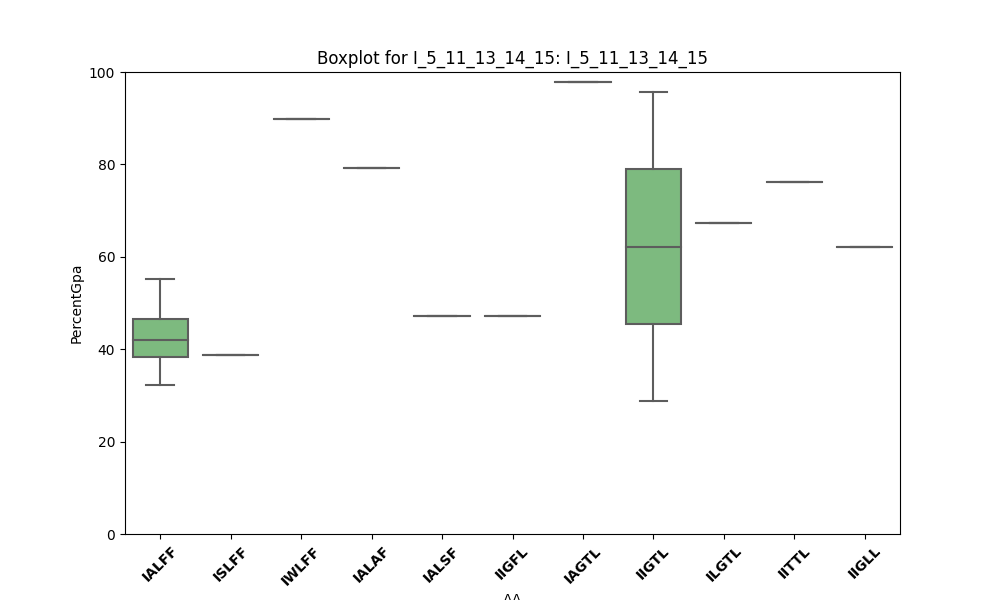 Boxplot for I_5_11_13_14_15: I_5_11_13_14_15
100
80
60
40
20
0
PercentGpa
IALFF
ISLFF
IWLFF
IALAF
IALSF
IIGFL
IAGTL
IIGTL
ILGTL
IITTL
IIGLL
AA